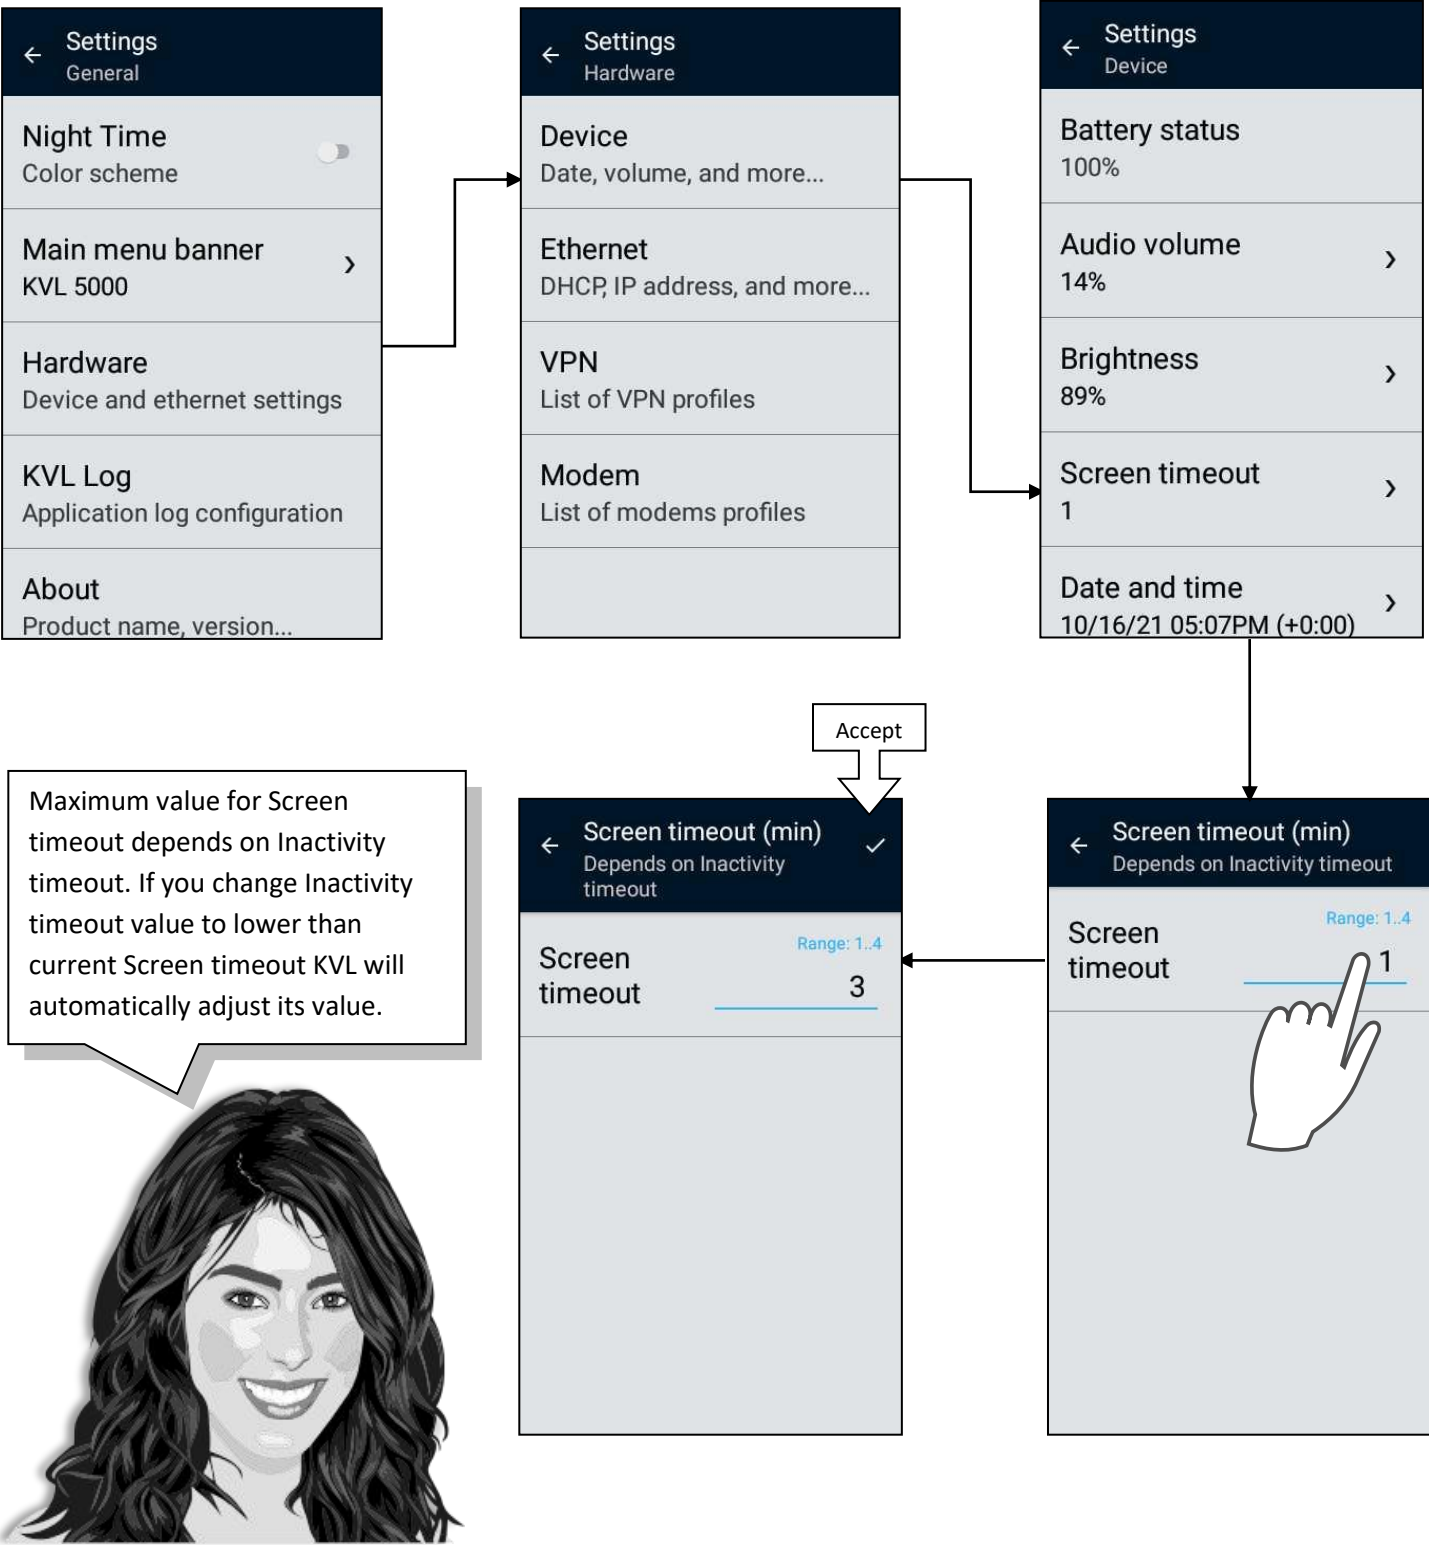 Settings
General
Night Time
Color scheme
Main menu banner
KVL 5000
Hardware
Device and ethernet settings
KVL Log
Application log configuration
About
Product name, version...
Settings
Hardware
Device
Date, volume, and more...
Ethernet
DHCP, IP address, and more...
VPN
List of VPN profiles
Modem
List of modems profiles
Settings
Device
Battery status
100%
Audio volume
14%
Brightness
89%
Screen timeout
1
Date and time
10/16/21 05:07PM (+0:00)
Maximum value for Screen
timeout depends on Inactivity
timeout. If you change Inactivity
timeout value to lower than
current Screen timeout KVL will
automatically adjust its value.
Accept
Screen timeout (min)
Depends on Inactivity
timeout
Range: 1..4
Screen
timeout
3
Screen timeout (min)
Depends on Inactivity timeout
Range: 1..4
Screen
timeout
1